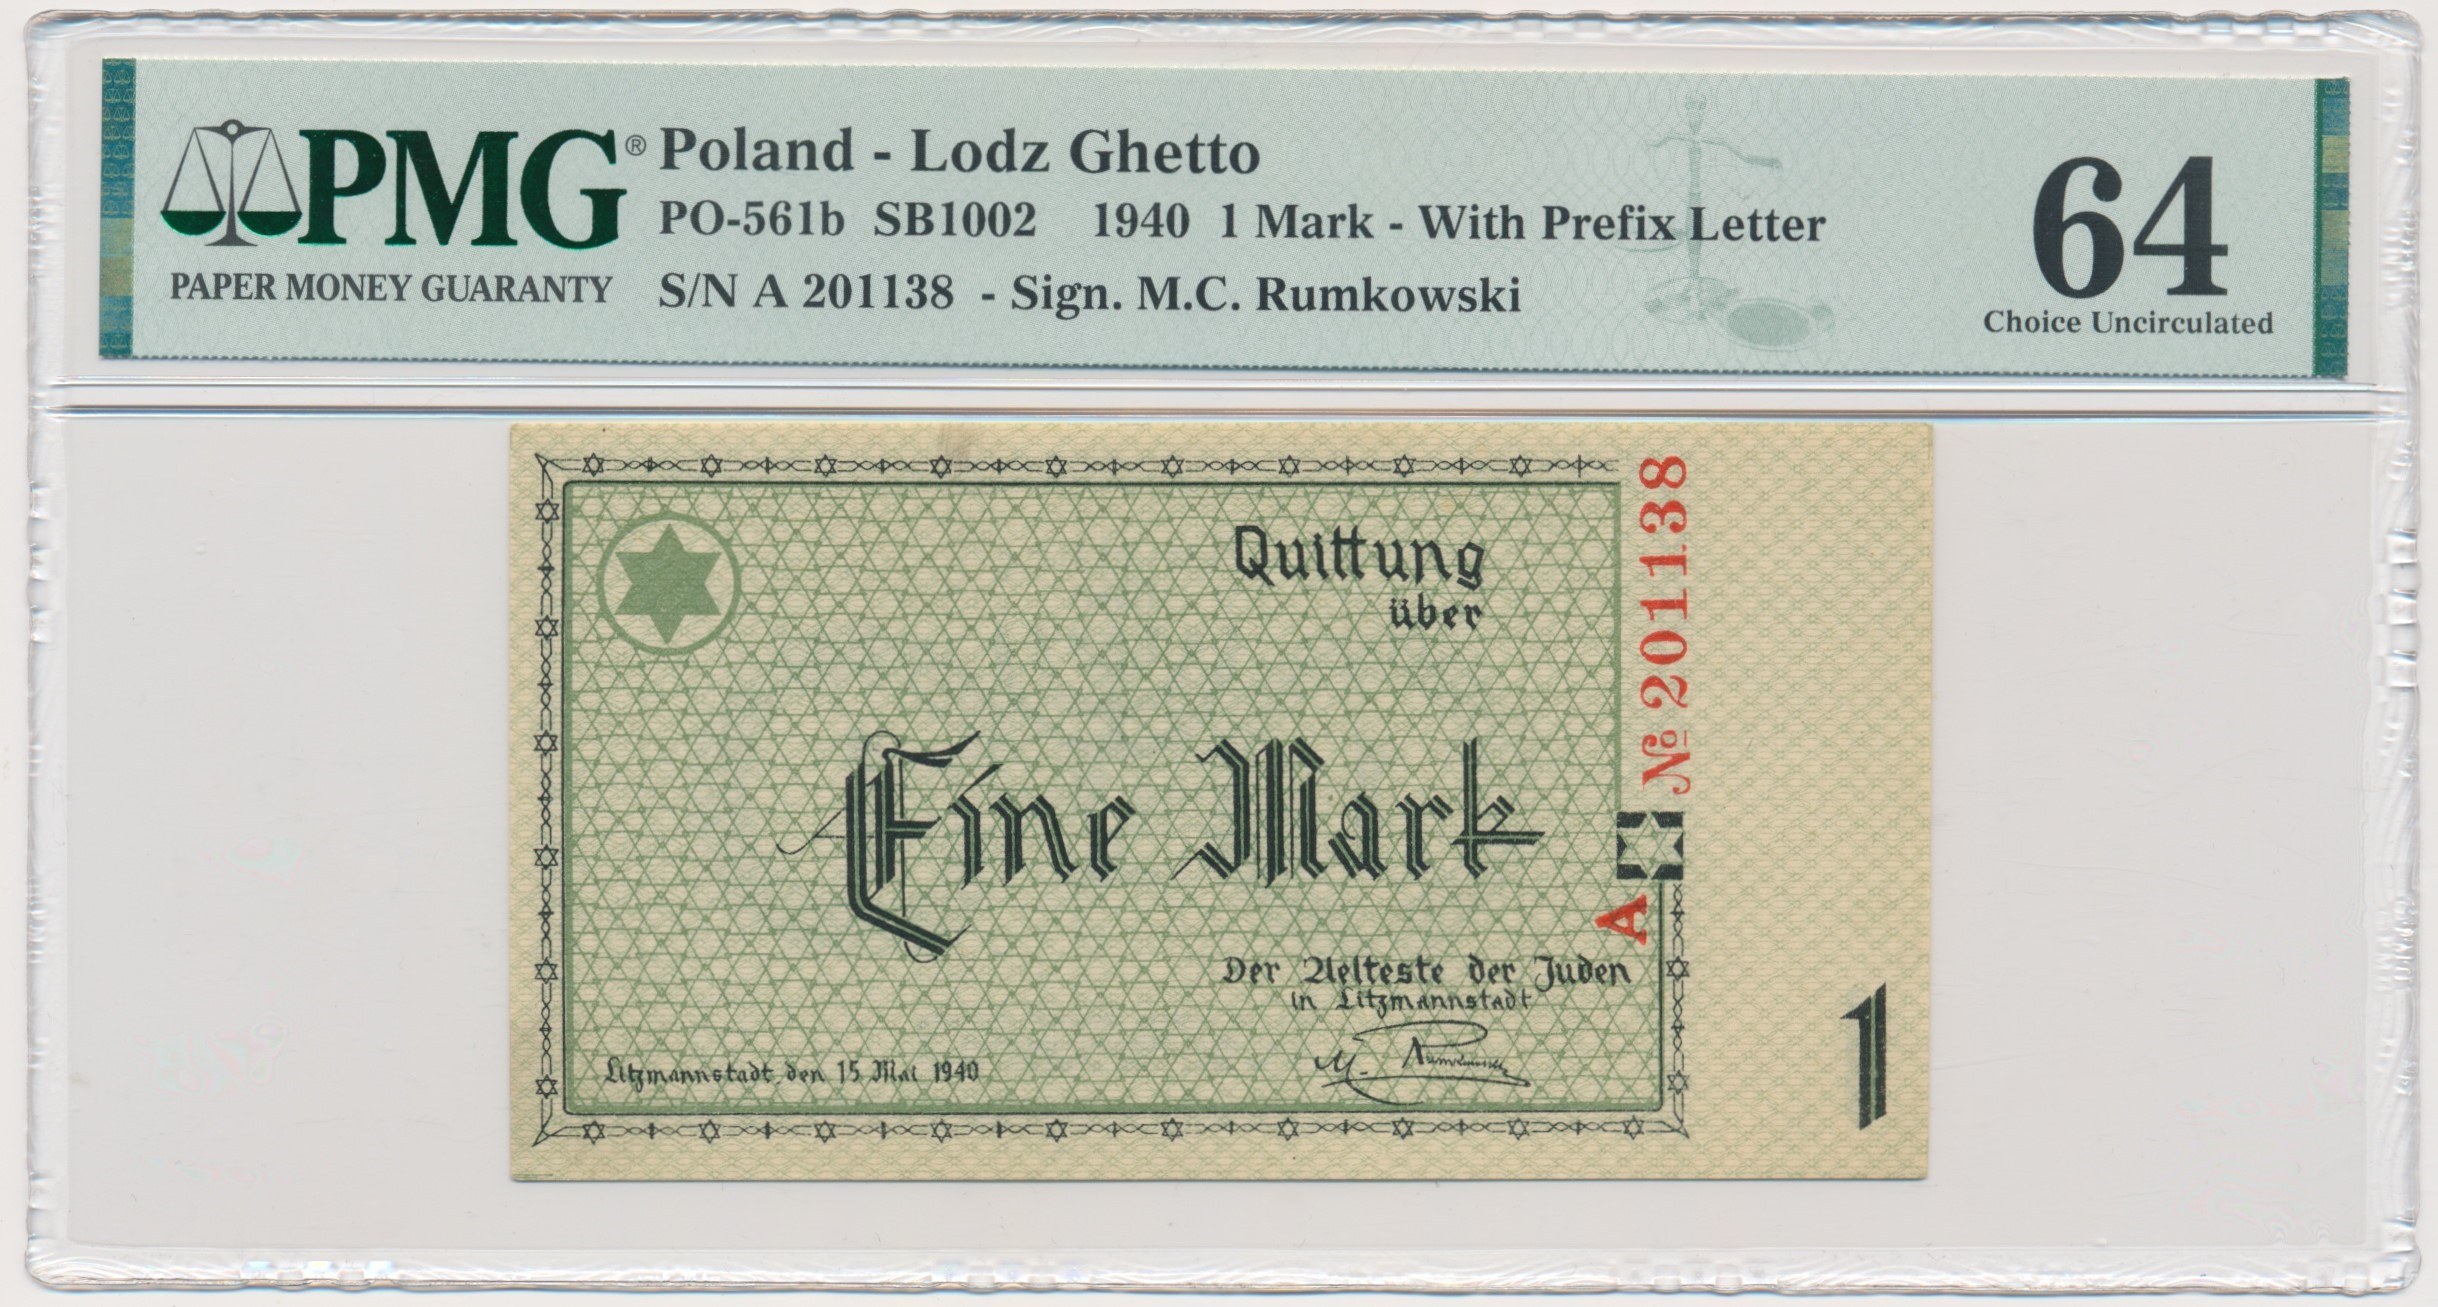 PMG® Poland - Lodz Ghetto
PO-561b SB1002 1940 1 Mark - With Prefix Letter
PAPER MONEY GUARANTY S/N A 201138 - Sign. M.C. Rumkowski
64
Choice Uncirculated
Quittung
über
№ 201138
Eine Mark
A
Der Aelteste der Juden
in Litzmannstadt
M. Rumkowski
Litzmannstadt, den 15. Mai 1940
1